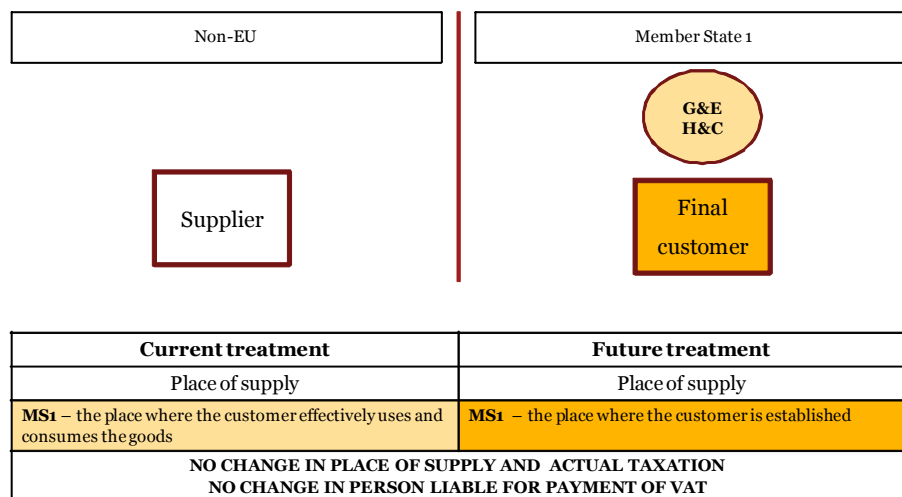 Non-EU
Member State 1
G&E
H&C
Supplier
Final
customer
Current treatment
Future treatment
Place of supply
Place of supply
MS1 – the place where the customer effectively uses and
consumes the goods
MS1 – the place where the customer is established
NO CHANGE IN PLACE OF SUPPLY AND ACTUAL TAXATION
NO CHANGE IN PERSON LIABLE FOR PAYMENT OF VAT